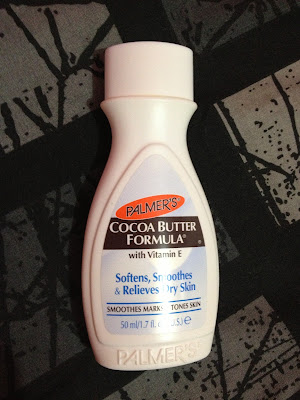 PALMER'S
COCOA BUTTER
FORMULA®
with Vitamin E
Softens, Smoothes
& Relieves Dry Skin
SMOOTHES MARKS TONES SKIN
50 ml/1.7 fl. S.) e
PALMER'S